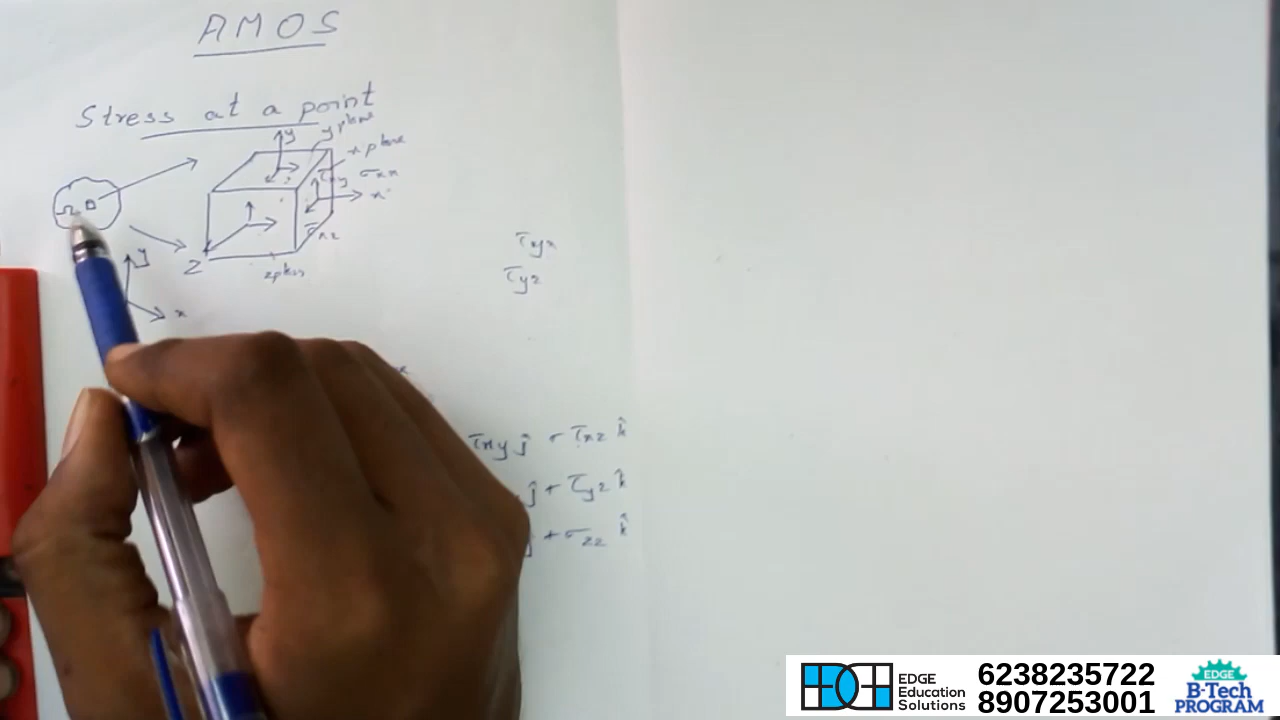 AMOS
Stress at a point
y y plane
x plane
τxy σxx
x
τxz
z
z plane
y
x
τyx
τyz
x
τxy ĵ + τxz k̂
ĵ + τyz k̂
+ σzz k̂
EDGE
Education
Solutions
6238235722
8907253001
EDGE
B-Tech
PROGRAM